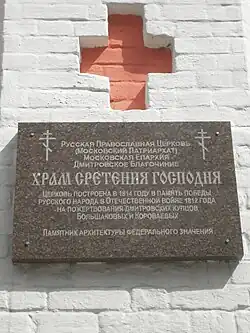 Русская Православная Церковь
(Московский Патриархат)
Московская епархия
Дмитровское благочиние
ХРАМ СРЕТЕНИЯ ГОСПОДНЯ
Церковь построена в 1814 году в память победы
русского народа в Отечественной войне 1812 года
на пожертвования дмитровских купцов
Большаковых и Короваевых
Памятник архитектуры федерального значения